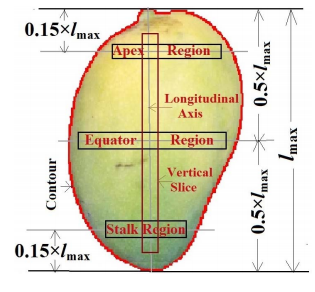 0.15×lmax
Apex Region
0.5×lmax
Longitudinal
Axis
lmax
Equator Region
Contour
Vertical
Slice
0.5×lmax
Stalk Region
0.15×lmax